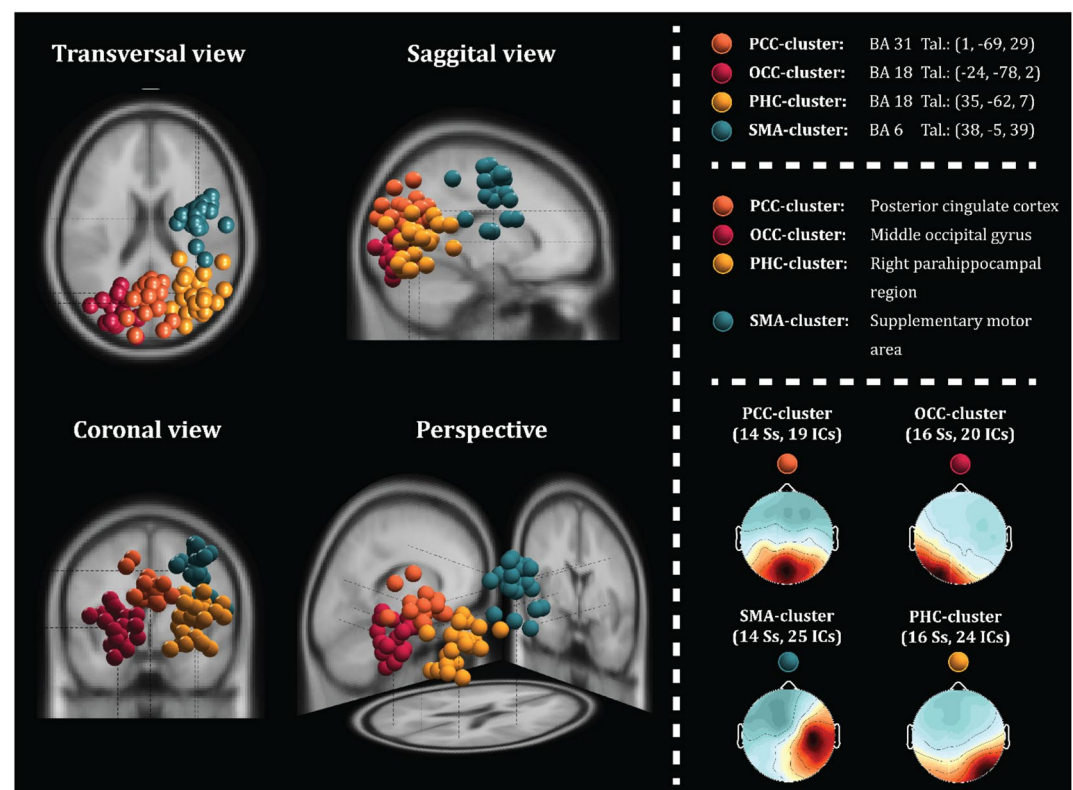 Transversal view
Saggital view
Coronal view
Perspective
PCC-cluster: BA 31 Tal.: (1, -69, 29)
OCC-cluster: BA 18 Tal.: (-24, -78, 2)
PHC-cluster: BA 18 Tal.: (35, -62, 7)
SMA-cluster: BA 6 Tal.: (38, -5, 39)
PCC-cluster: Posterior cingulate cortex
OCC-cluster: Middle occipital gyrus
PHC-cluster: Right parahippocampal
region
SMA-cluster: Supplementary motor
area
PCC-cluster
(14 Ss, 19 ICs)
OCC-cluster
(16 Ss, 20 ICs)
SMA-cluster
(14 Ss, 25 ICs)
PHC-cluster
(16 Ss, 24 ICs)